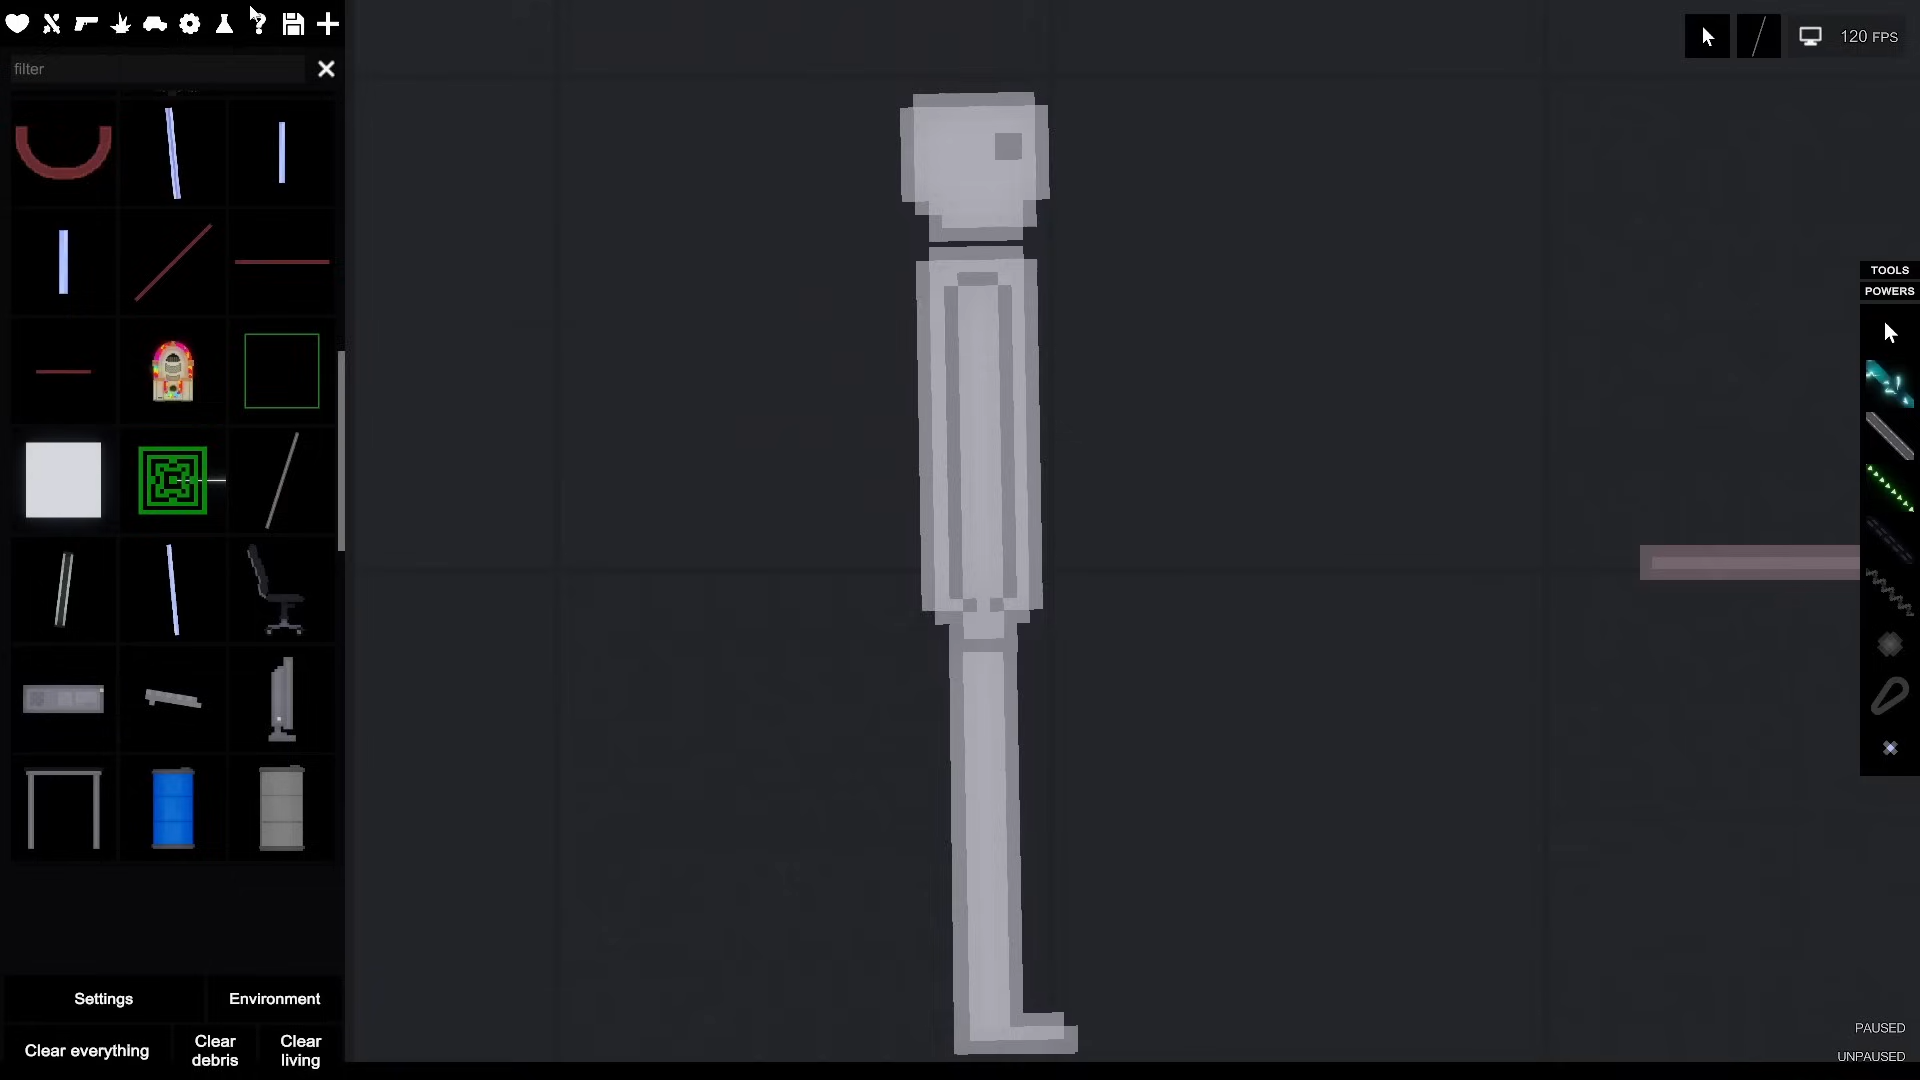 filter
120 FPS
TOOLS
POWERS
Settings
Environment
Clear everything
Clear
debris
Clear
living
PAUSED
UNPAUSED